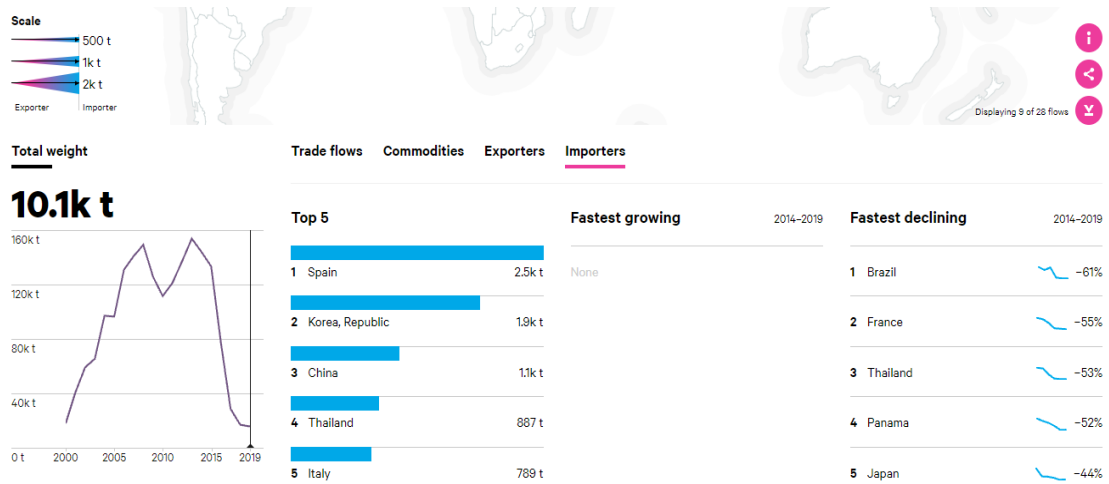 Scale
500 t
1k t
2k t
Exporter Importer
Displaying 9 of 28 flows
Total weight
10.1k t
160k t
120k t
80k t
40k t
0 t 2000 2005 2010 2015 2019
Trade flows Commodities Exporters Importers
Top 5
1 Spain 2.5k t
2 Korea, Republic 1.9k t
3 China 1.1k t
4 Thailand 887 t
5 Italy 789 t
Fastest growing 2014–2019
None
Fastest declining 2014–2019
1 Brazil −61%
2 France −55%
3 Thailand −53%
4 Panama −52%
5 Japan −44%